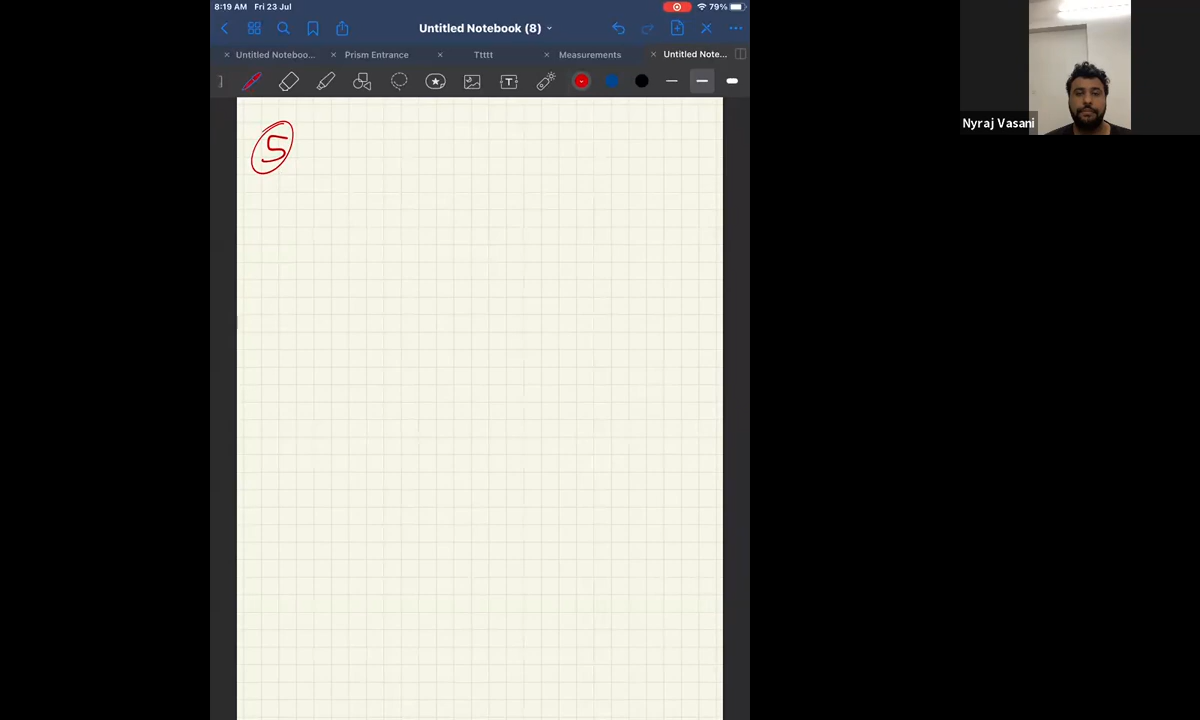 8:19 AM Fri 23 Jul
79%
Untitled Notebook (8)
Untitled Noteboo...
Prism Entrance
Ttttt
Measurements
Untitled Note...
T
5
Nyraj Vasani